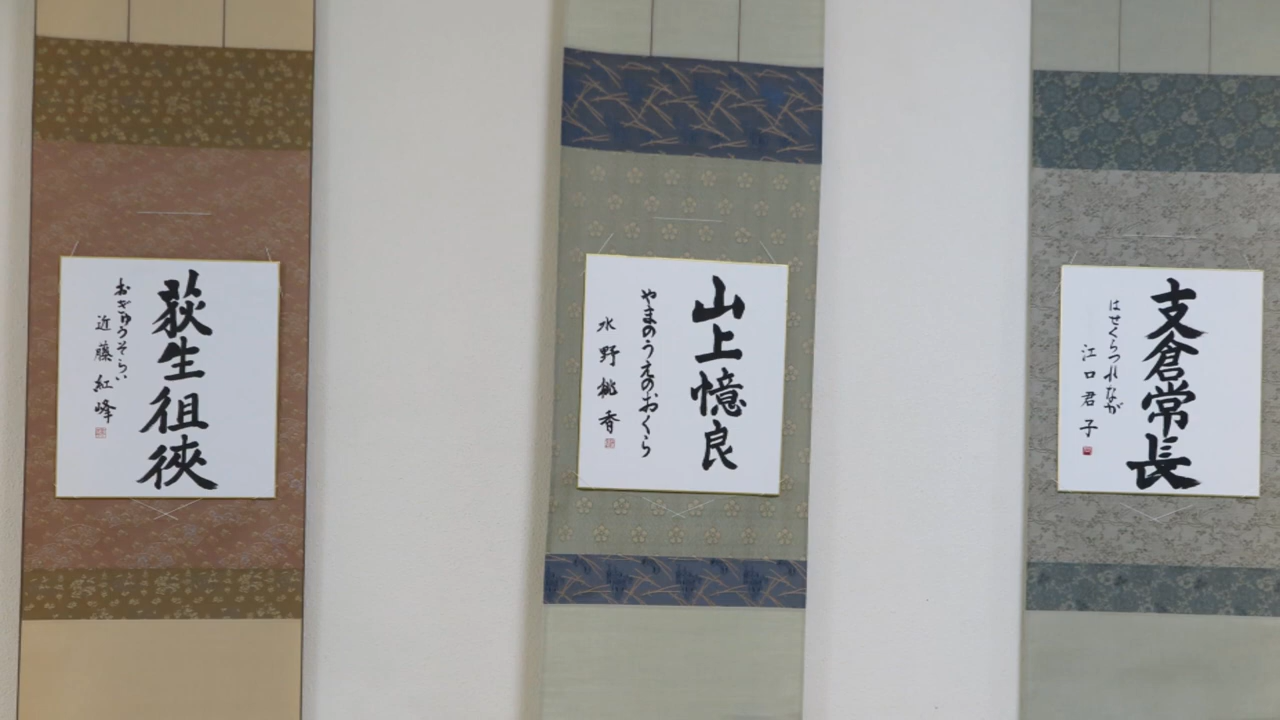 支倉常長
はせくらつねなが
江口君子
山上憶良
やまのうえのおくら
水野桃香
荻生徂徠
おぎゅうそらい
近藤紅峰